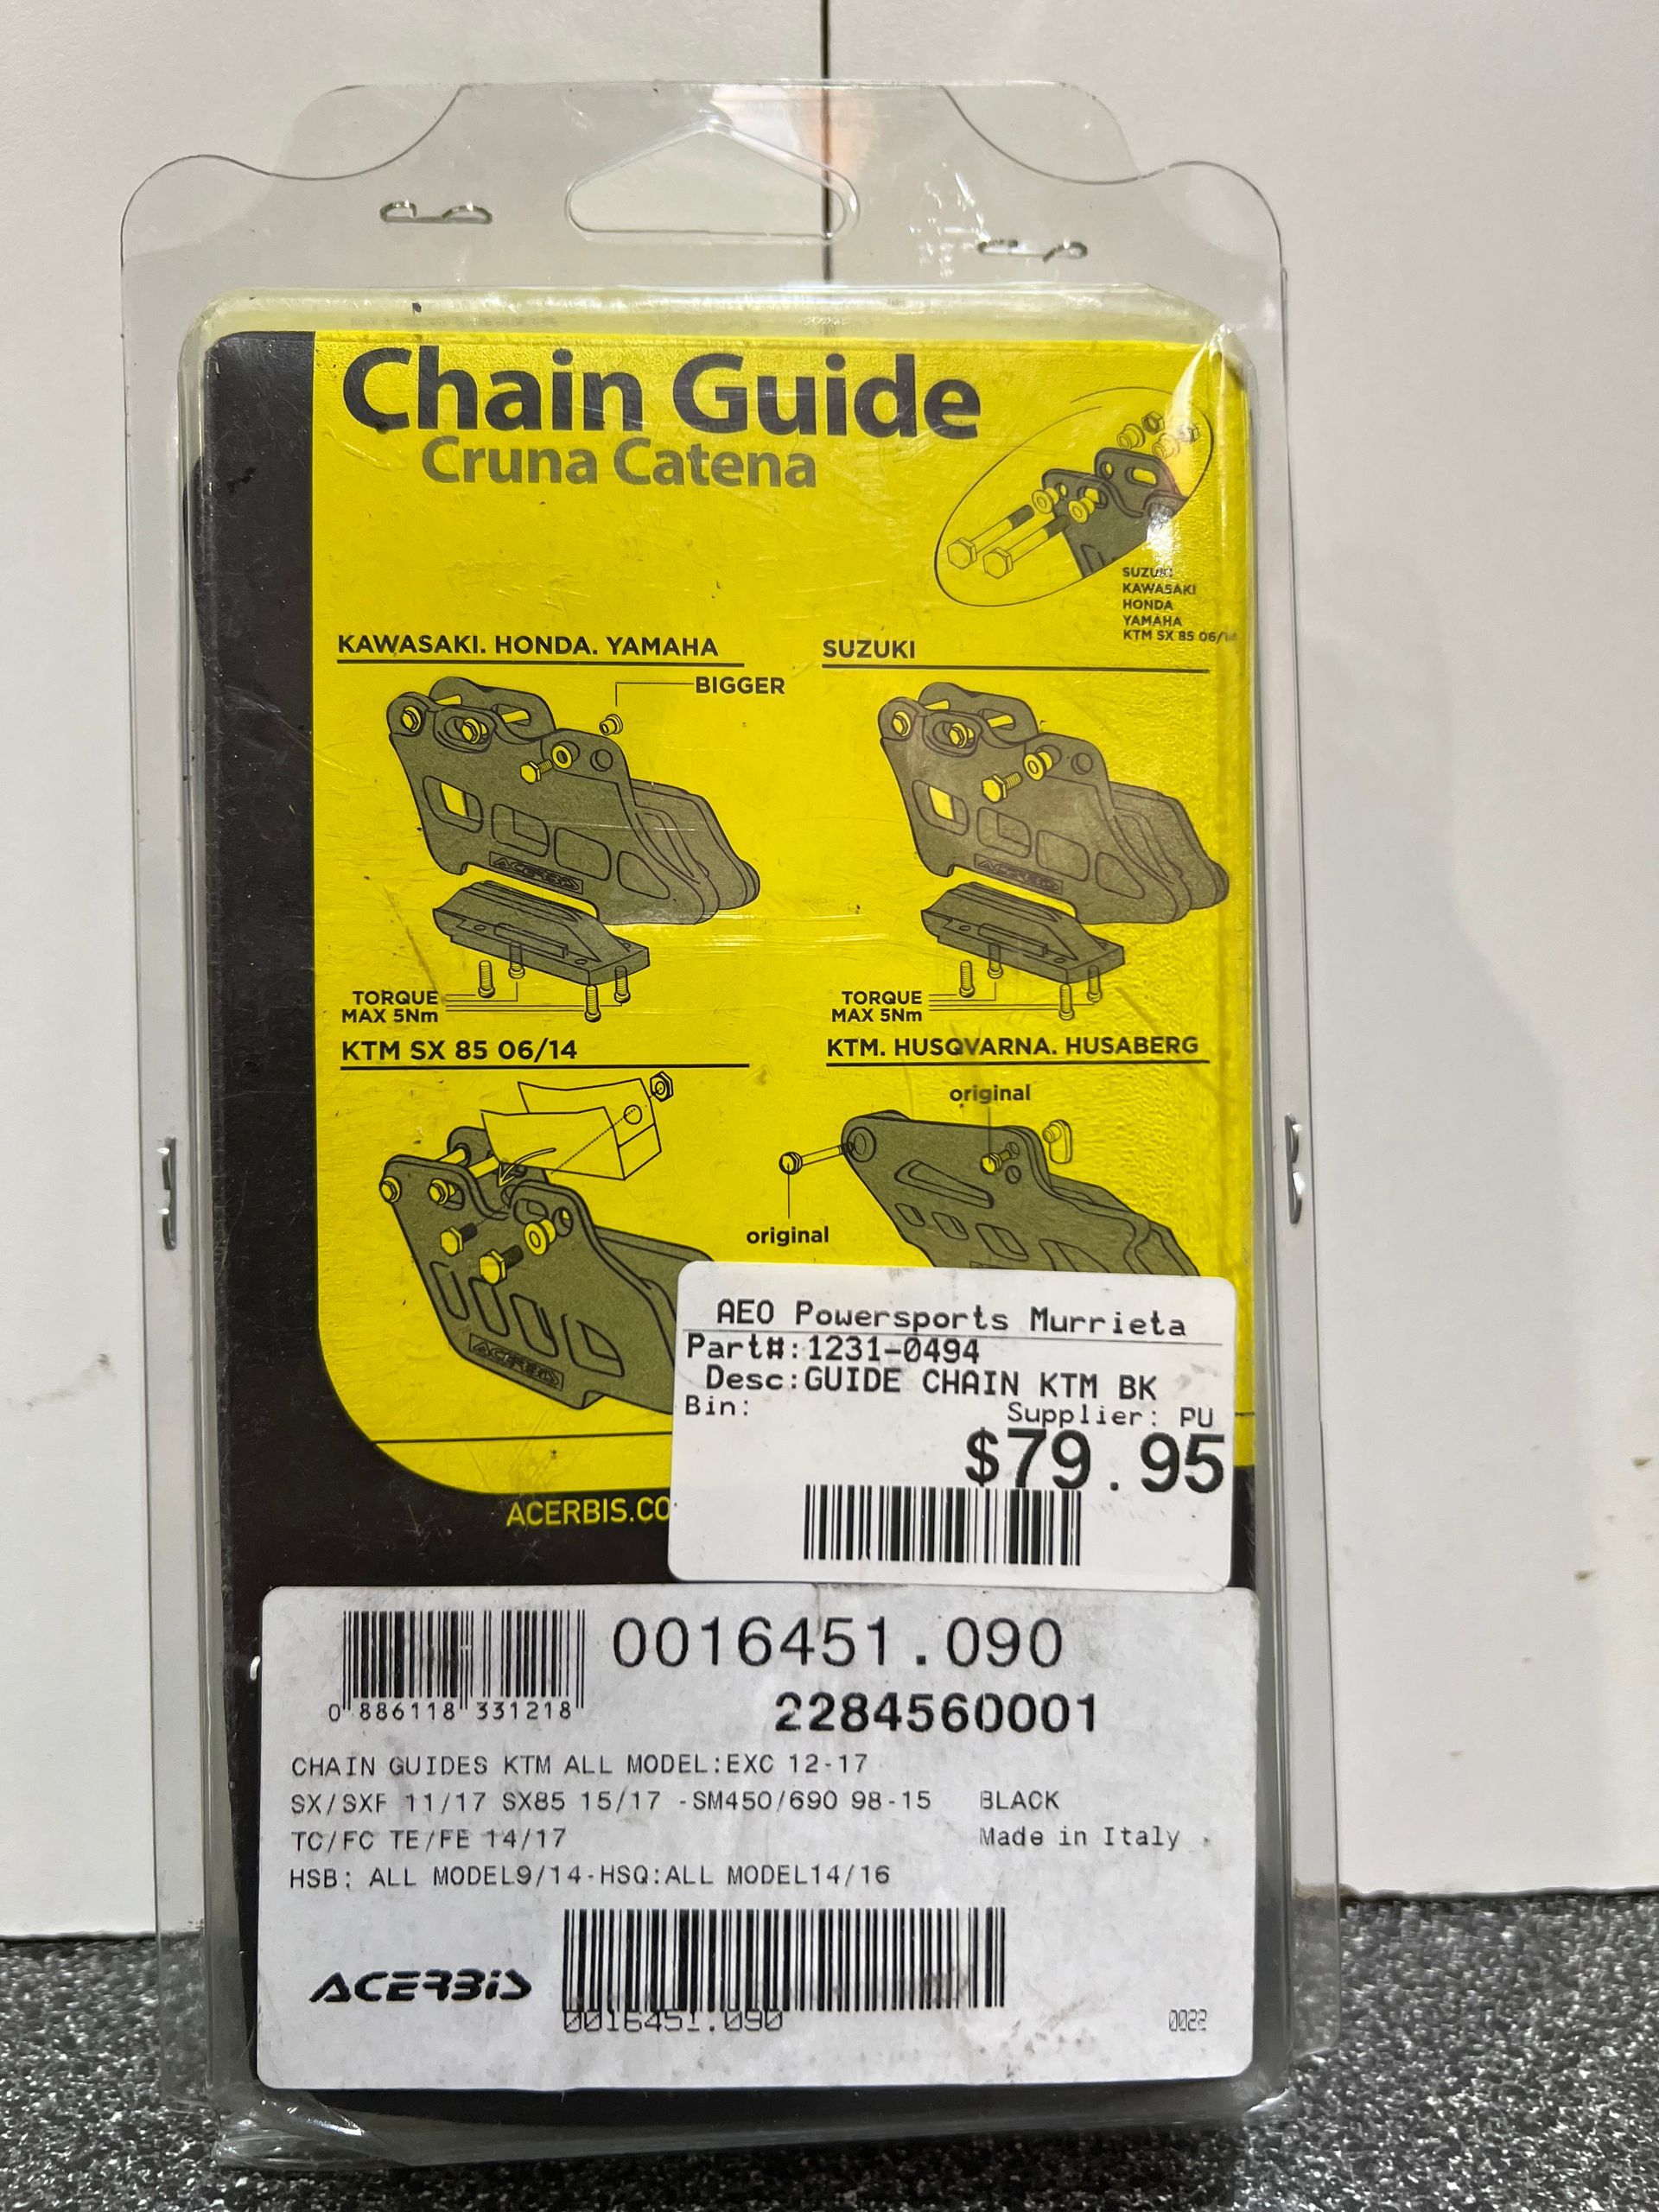 Chain Guide
Cruna Catena
SUZUKI
KAWASAKI
HONDA
YAMAHA
KTM SX 85 06/14
KAWASAKI. HONDA. YAMAHA
BIGGER
ACERBIS
TORQUE
MAX 5Nm
SUZUKI
ACERBIS
TORQUE
MAX 5Nm
KTM SX 85 06/14
ACERBIS
KTM. HUSQVARNA. HUSABERG
original
original
ACERBIS.CO
AEO Powersports Murrieta
Part#:1231-0494
Desc:GUIDE CHAIN KTM BK
Bin: Supplier: PU
$79.95
0016451.090
0 886118 331218
2284560001
CHAIN GUIDES KTM ALL MODEL:EXC 12-17
SX/SXF 11/17 SX85 15/17 -SM450/690 98-15 BLACK
TC/FC TE/FE 14/17 Made in Italy .
HSB: ALL MODEL9/14-HSQ:ALL MODEL14/16
ACERBIS
0016451.090
0022